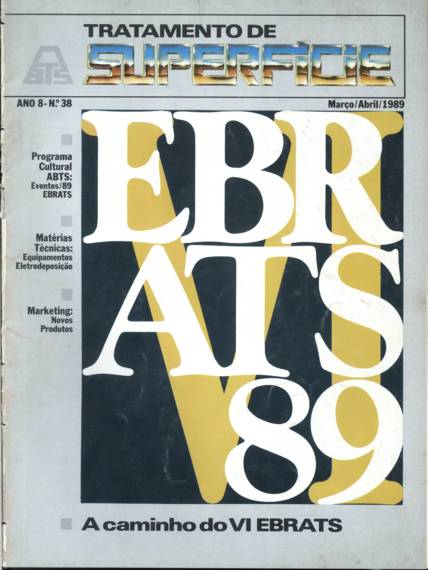 TRATAMENTO DE
ABTS
SUPERFÍCIE
ANO 8 - N.º 38
Março/Abril/1989
Programa
Cultural
ABTS:
Eventos/89
EBRATS
Matérias
Técnicas:
Equipamentos
Eletrodeposição
Marketing:
Novos
Produtos
VI
EBR
ATS
89
A caminho do VI EBRATS